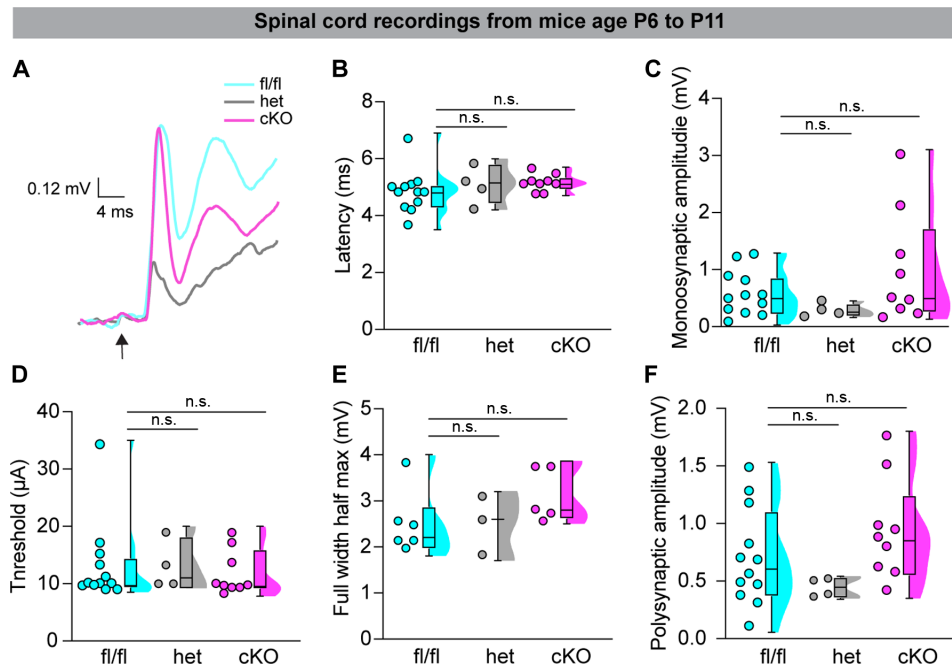 Spinal cord recordings from mice age P6 to P11
A
fl/fl
het
cKO
0.12 mV
4 ms
B
n.s.
n.s.
Latency (ms)
8
6
4
2
0
fl/fl het cKO
C
n.s.
n.s.
Monoosynaptic amplitudie (mV)
4
3
2
1
0
fl/fl het cKO
D
n.s.
n.s.
Tnreshold (µA)
40
30
20
10
0
fl/fl het cKO
E
n.s.
n.s.
Full width half max (mV)
5
4
3
2
1
0
fl/fl het cKO
F
n.s.
n.s.
Polysynaptic amplitude (mV)
2.0
1.5
1.0
0.5
0.0
fl/fl het cKO